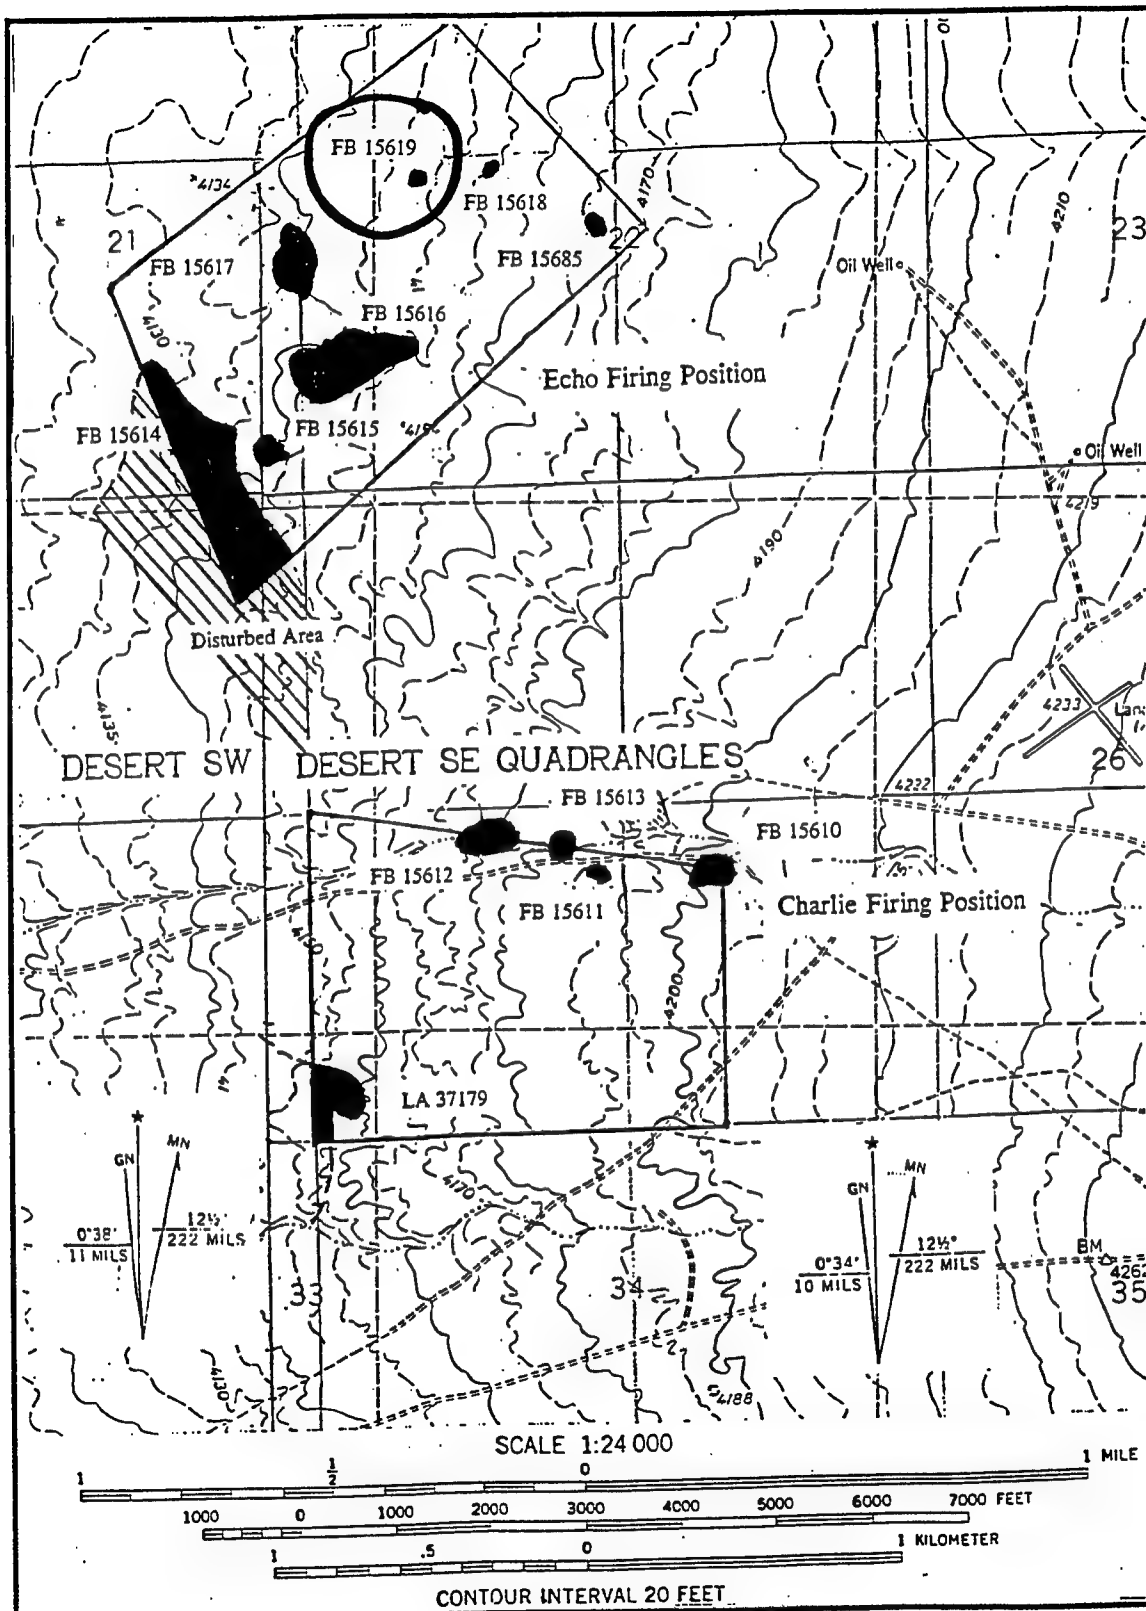 FB 15619
4134
4170
FB 15618
4210
21
22
23
FB 15617
FB 15685
Oil Well
4130
FB 15616
Echo Firing Position
FB 15614
FB 15615
Oil Well
4219
4190
Disturbed Area
4135
4233
26
DESERT SW DESERT SE QUADRANGLES
4222
FB 15613
FB 15610
FB 15612
FB 15611
Charlie Firing Position
4200
LA 37179
GN
MN
0°38'
11 MILS
12½°
222 MILS
4170
GN
MN
0°34'
10 MILS
12½°
222 MILS
BM
4262
33
34
35
4130
4188
SCALE 1:24 000
1 ½ 0 1 MILE
1000 0 1000 2000 3000 4000 5000 6000 7000 FEET
1 .5 0 1 KILOMETER
CONTOUR INTERVAL 20 FEET